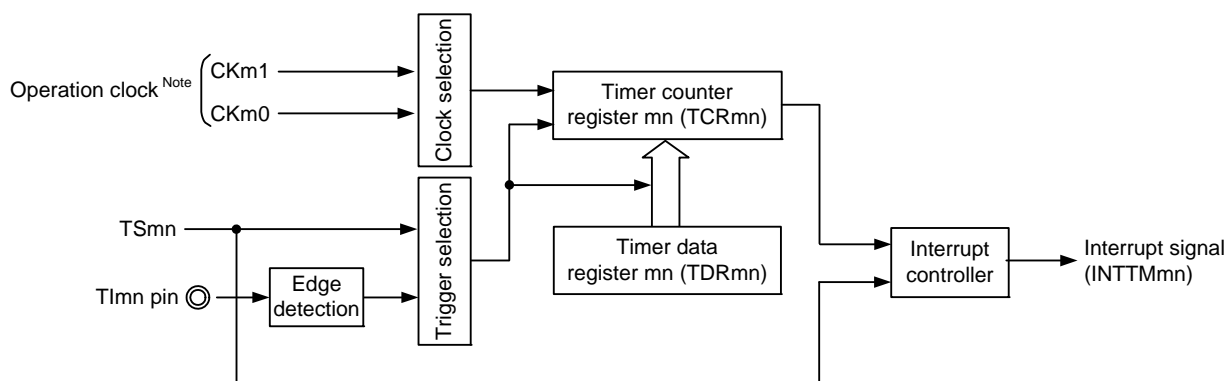 Operation clock Note
CKm1
CKm0
Clock selection
Timer counter
register mn (TCRmn)
TSmn
TImn pin
Edge
detection
Trigger selection
Timer data
register mn (TDRmn)
Interrupt
controller
Interrupt signal
(INTTMmn)